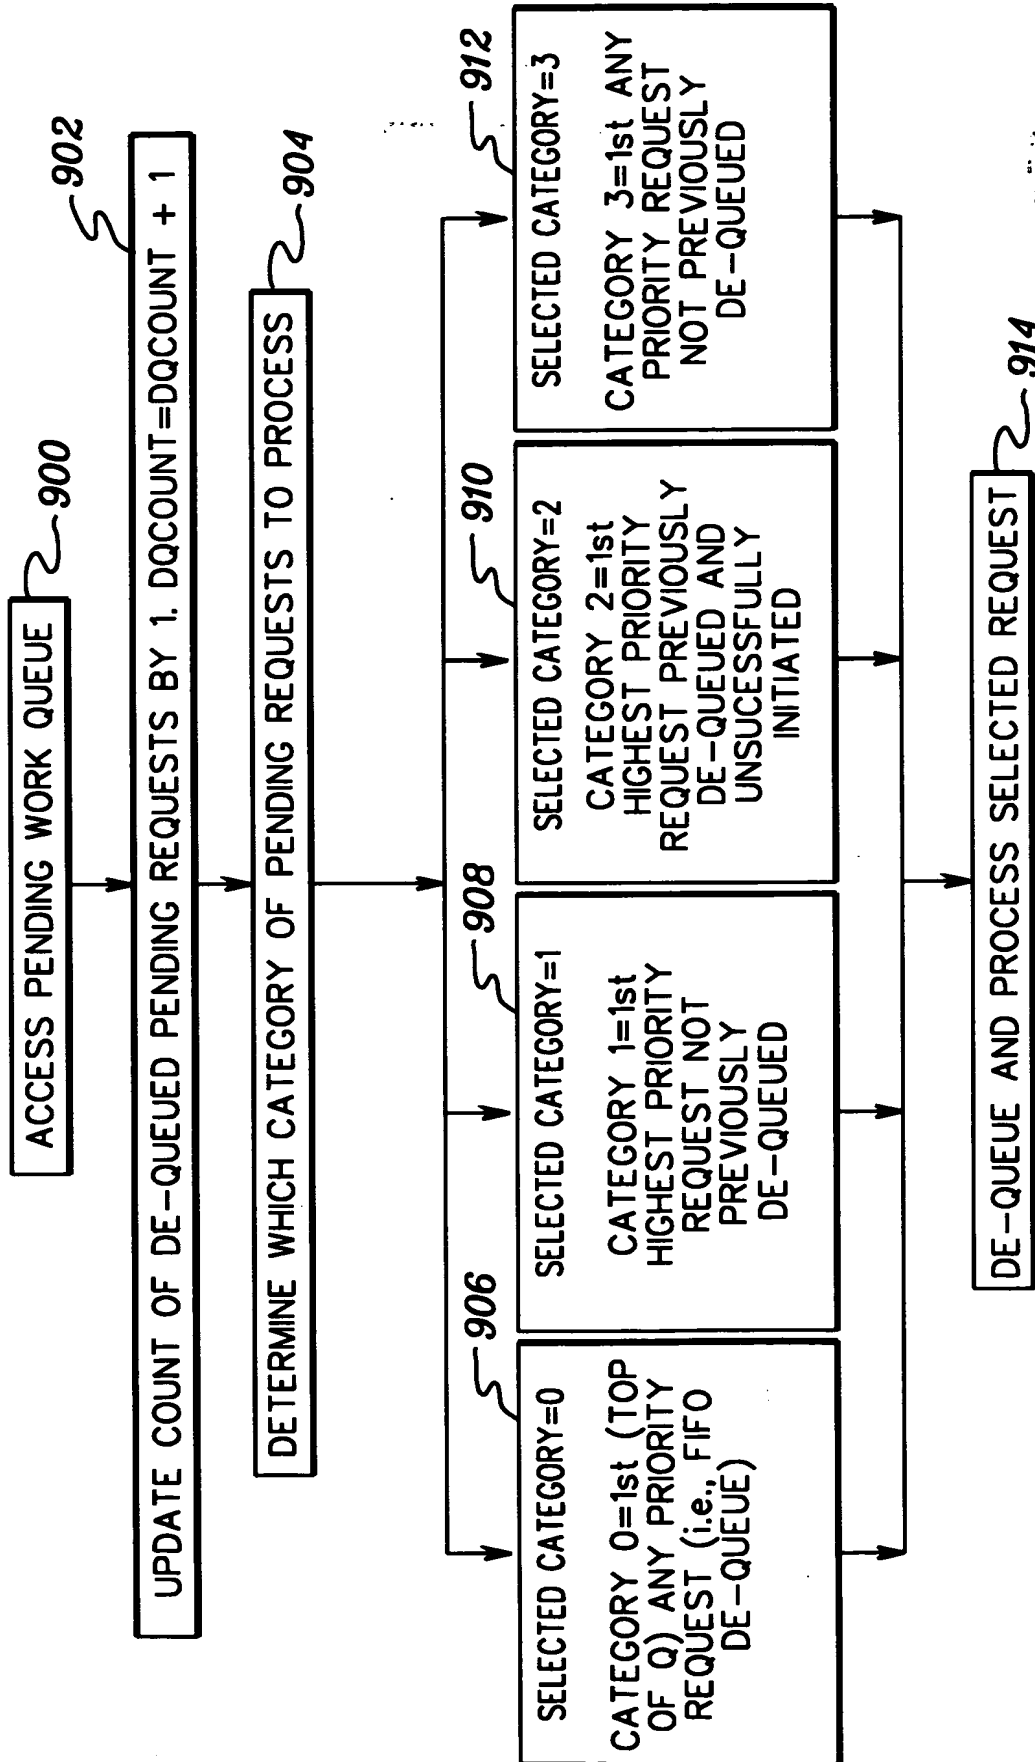 ACCESS PENDING WORK QUEUE
900
UPDATE COUNT OF DE-QUEUED PENDING REQUESTS BY 1. DQCOUNT=DQCOUNT + 1
902
DETERMINE WHICH CATEGORY OF PENDING REQUESTS TO PROCESS
904
906
SELECTED CATEGORY=0
CATEGORY 0=1st (TOP
OF Q) ANY PRIORITY
REQUEST (i.e., FIFO
DE-QUEUE)
908
SELECTED CATEGORY=1
CATEGORY 1=1st
HIGHEST PRIORITY
REQUEST NOT
PREVIOUSLY
DE-QUEUED
910
SELECTED CATEGORY=2
CATEGORY 2=1st
HIGHEST PRIORITY
REQUEST PREVIOUSLY
DE-QUEUED AND
UNSUCESSFULLY
INITIATED
912
SELECTED CATEGORY=3
CATEGORY 3=1st ANY
PRIORITY REQUEST
NOT PREVIOUSLY
DE-QUEUED
DE-QUEUE AND PROCESS SELECTED REQUEST
914